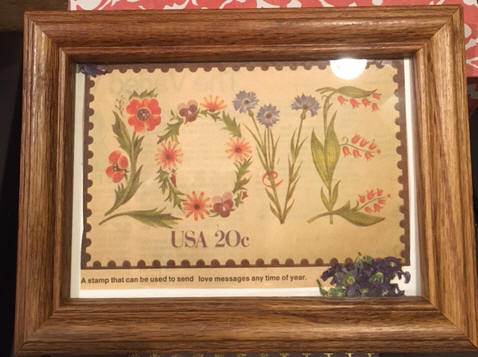 LOVE
USA 20c
A stamp that can be used to send love messages any time of year.